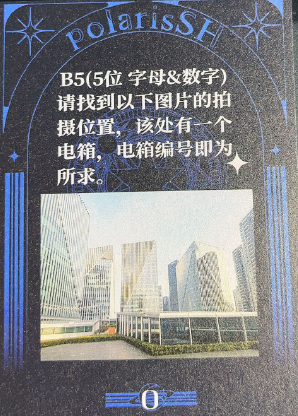 polarisSH
B5(5位 字母&数字)
请找到以下图片的拍
摄位置，该处有一个
电箱，电箱编号即为
所求。
0